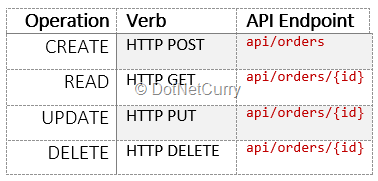 Operation Verb API Endpoint
CREATE HTTP POST api/orders
READ HTTP GET api/orders/{id}
© DotNetCurry
UPDATE HTTP PUT api/orders/{id}
DELETE HTTP DELETE api/orders/{id}